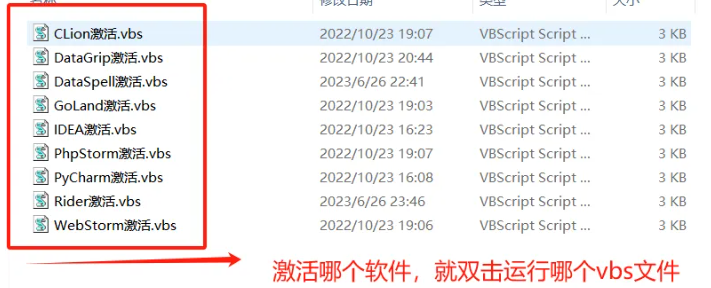 名称 修改日期 类型 大小
CLion激活.vbs 2022/10/23 19:07 VBScript Script ... 3 KB
DataGrip激活.vbs 2022/10/23 20:44 VBScript Script ... 3 KB
DataSpell激活.vbs 2023/6/26 22:41 VBScript Script ... 3 KB
GoLand激活.vbs 2022/10/23 19:03 VBScript Script ... 3 KB
IDEA激活.vbs 2022/10/23 16:23 VBScript Script ... 3 KB
PhpStorm激活.vbs 2022/10/23 19:07 VBScript Script ... 3 KB
PyCharm激活.vbs 2022/10/23 16:08 VBScript Script ... 3 KB
Rider激活.vbs 2023/6/26 23:46 VBScript Script ... 3 KB
WebStorm激活.vbs 2022/10/23 19:06 VBScript Script ... 3 KB
激活哪个软件，就双击运行哪个vbs文件